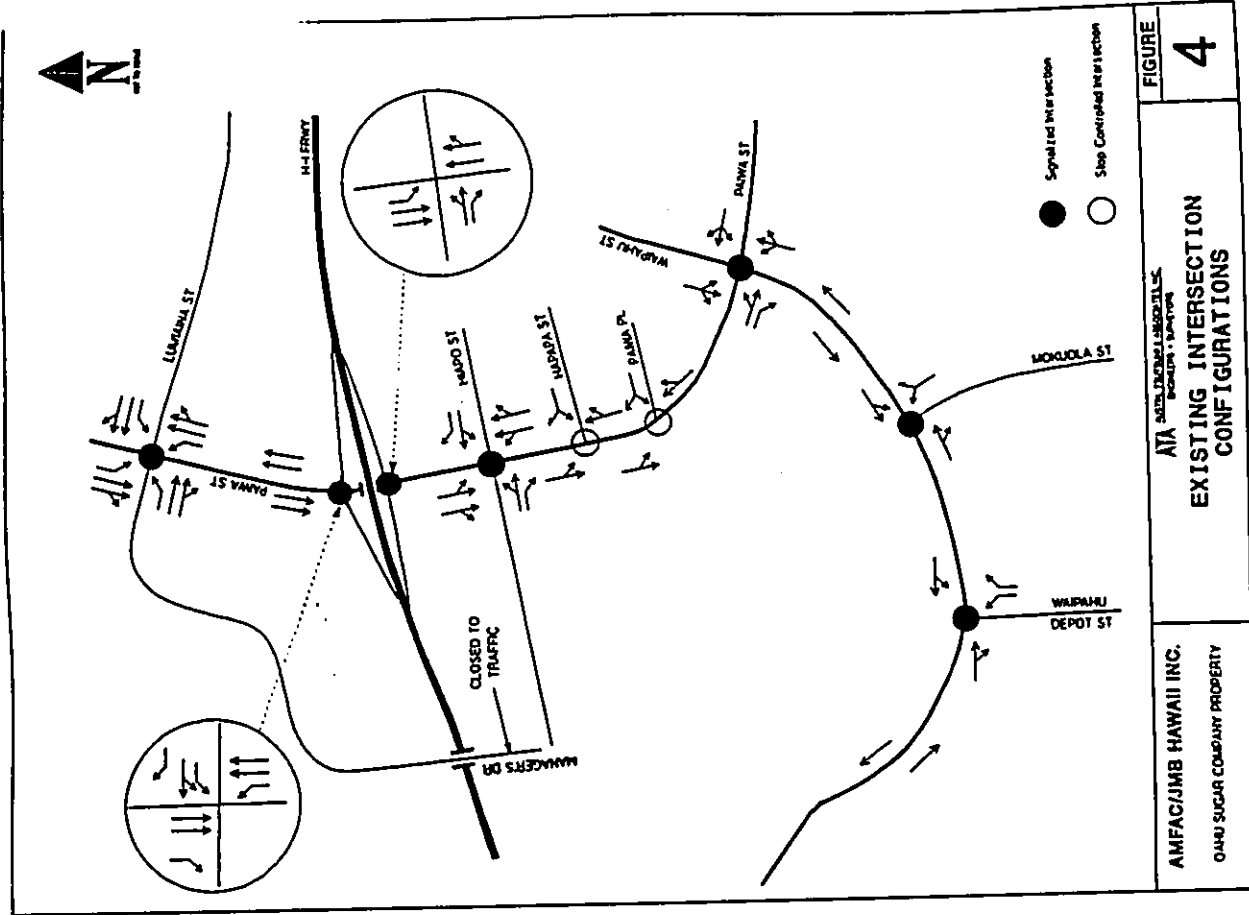 N
LUMIAINA ST
H-I FRWY
PAIWA ST
MADO ST
HAPAPA ST
PAIWA PL
WAIPAHU ST
PAIWA ST
CLOSED TO
TRAFFIC
MANAGER'S DR
MOKUOLA ST
WAIPAHU
DEPOT ST
Signalized Intersection
Stop Controlled Intersection
AMFAC/JMB HAWAII INC.
OAHU SUGAR COMPANY PROPERTY
ATA
EXISTING INTERSECTION
CONFIGURATIONS
FIGURE
4